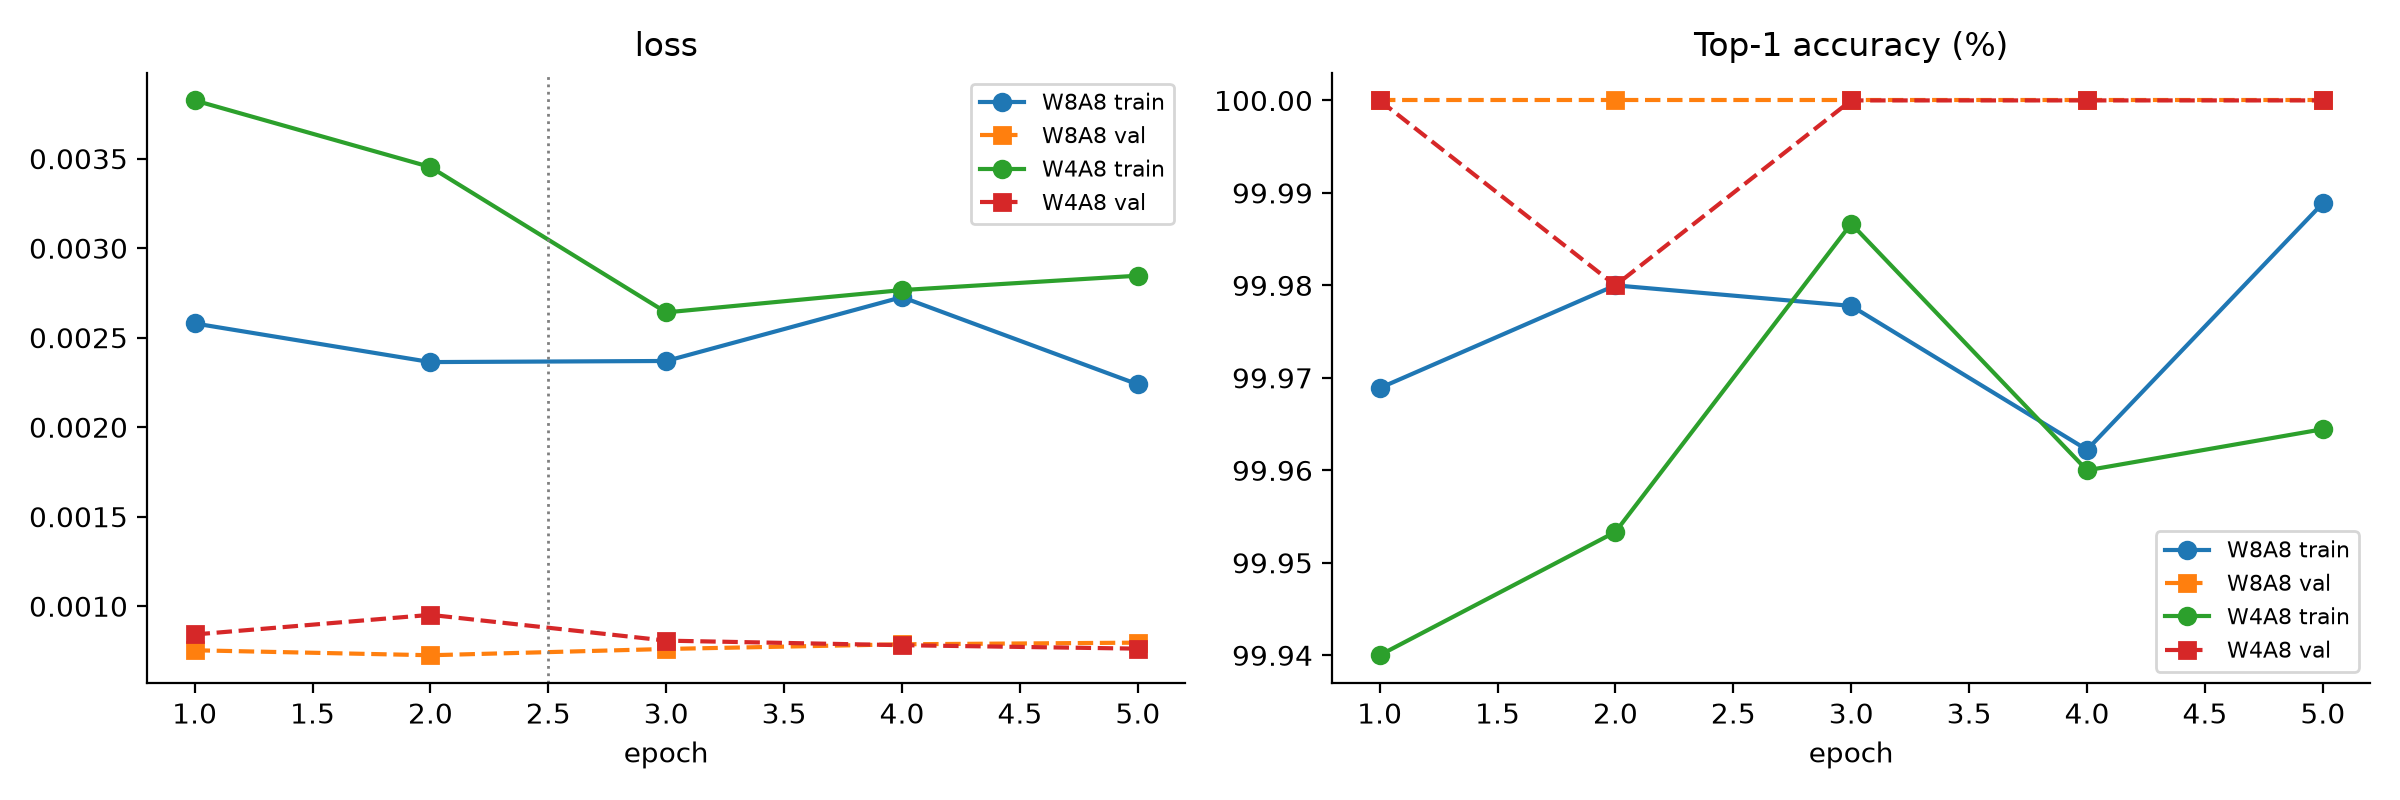 loss
0.0035
0.0030
0.0025
0.0020
0.0015
0.0010
W8A8 train
W8A8 val
W4A8 train
W4A8 val
1.0 1.5 2.0 2.5 3.0 3.5 4.0 4.5 5.0
epoch
Top-1 accuracy (%)
100.00
99.99
99.98
99.97
99.96
99.95
99.94
W8A8 train
W8A8 val
W4A8 train
W4A8 val
1.0 1.5 2.0 2.5 3.0 3.5 4.0 4.5 5.0
epoch